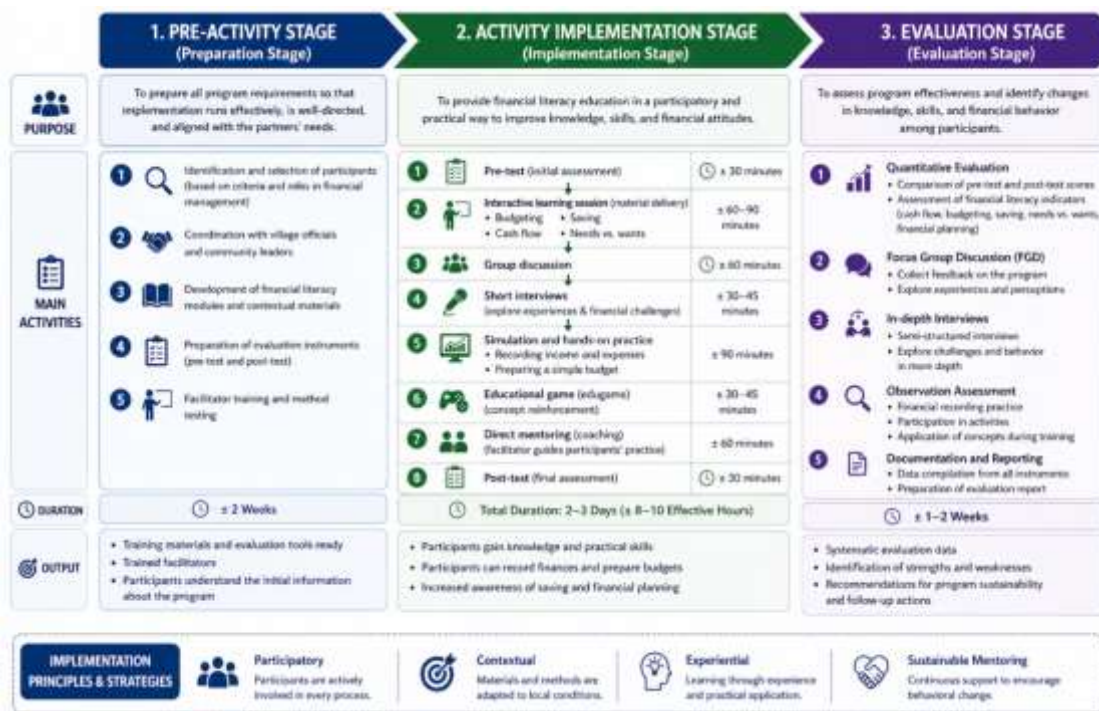 1. PRE-ACTIVITY STAGE
(Preparation Stage)
2. ACTIVITY IMPLEMENTATION STAGE
(Implementation Stage)
3. EVALUATION STAGE
(Evaluation Stage)
PURPOSE
To prepare all program requirements so that
implementation runs effectively, is well-directed,
and aligned with the partners' needs.
To provide financial literacy education in a participatory and
practical way to improve knowledge, skills, and financial attitudes.
To assess program effectiveness and identify changes
in knowledge, skills, and financial behavior
among participants.
MAIN
ACTIVITIES
1 Identification and selection of participants
(based on criteria and roles in financial
management)
2 Coordination with village officials
and community leaders
3 Development of financial literacy
modules and contextual materials
4 Preparation of evaluation instruments
(pre-test and post-test)
5 Facilitator training and method
testing
1 Pre-test (initial assessment) ± 30 minutes
2 Interactive learning session (material delivery)
• Budgeting • Saving
• Cash flow • Needs vs. wants
± 60–90
minutes
3 Group discussion ± 60 minutes
4 Short interviews
(explore experiences & financial challenges)
± 30–45
minutes
5 Simulation and hands-on practice
• Recording income and expenses
• Preparing a simple budget
± 90 minutes
6 Educational game (edugame)
(concept reinforcement)
± 30–45
minutes
7 Direct mentoring (coaching)
(facilitator guides participants' practice)
± 60 minutes
8 Post-test (final assessment) ± 30 minutes
1 Quantitative Evaluation
• Comparison of pre-test and post-test scores
• Assessment of financial literacy indicators
(cash flow, budgeting, saving, needs vs. wants,
financial planning)
2 Focus Group Discussion (FGD)
• Collect feedback on the program
• Explore experiences and perceptions
3 In-depth Interviews
• Semi-structured interviews
• Explore challenges and behavior
in more depth
4 Observation Assessment
• Financial recording practice
• Participation in activities
• Application of concepts during training
5 Documentation and Reporting
• Data compilation from all instruments
• Preparation of evaluation report
DURATION
± 2 Weeks
Total Duration: 2–3 Days (± 8–10 Effective Hours)
± 1–2 Weeks
OUTPUT
• Training materials and evaluation tools ready
• Trained facilitators
• Participants understand the initial information
about the program
• Participants gain knowledge and practical skills
• Participants can record finances and prepare budgets
• Increased awareness of saving and financial planning
• Systematic evaluation data
• Identification of strengths and weaknesses
• Recommendations for program sustainability
and follow-up actions
IMPLEMENTATION
PRINCIPLES & STRATEGIES
Participatory
Participants are actively
involved in every process.
Contextual
Materials and methods are
adapted to local conditions.
Experiential
Learning through experience
and practical application.
Sustainable Mentoring
Continuous support to encourage
behavioral change.